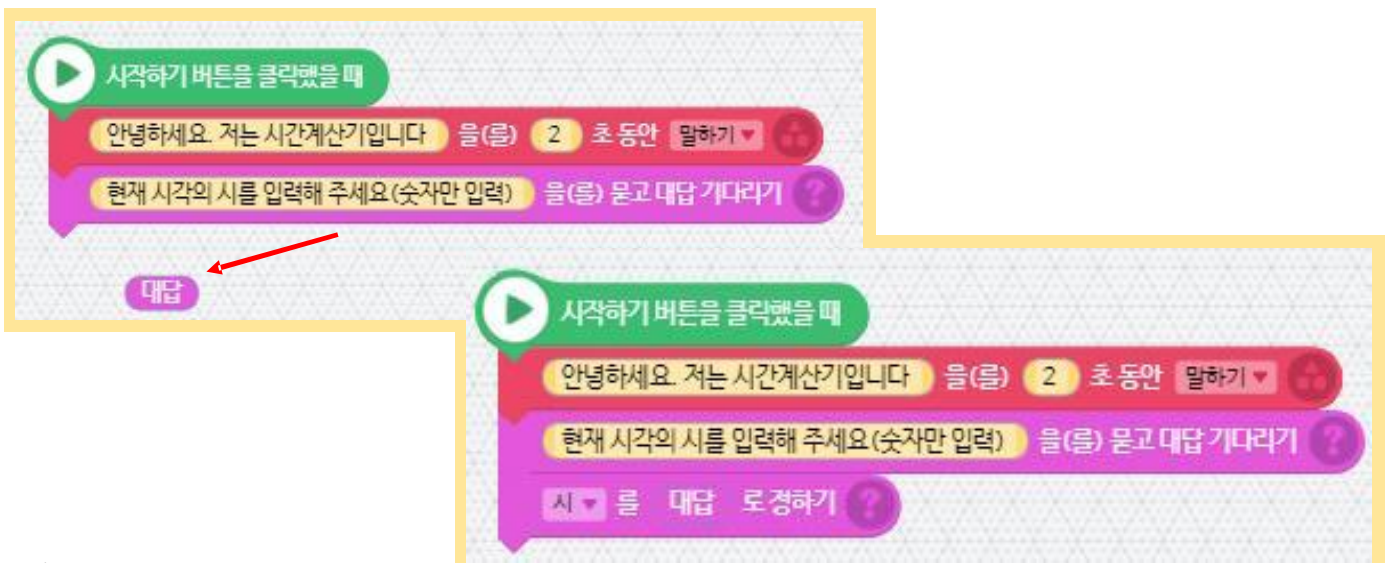 시작하기 버튼을 클릭했을 때
안녕하세요. 저는 시간계산기입니다 을(를) 2 초 동안 말하기
현재 시각의 시를 입력해 주세요(숫자만 입력) 을(를) 묻고 대답 기다리기 ?
대답
시작하기 버튼을 클릭했을 때
안녕하세요. 저는 시간계산기입니다 을(를) 2 초 동안 말하기
현재 시각의 시를 입력해 주세요(숫자만 입력) 을(를) 묻고 대답 기다리기 ?
시 를 대답 로 정하기 ?